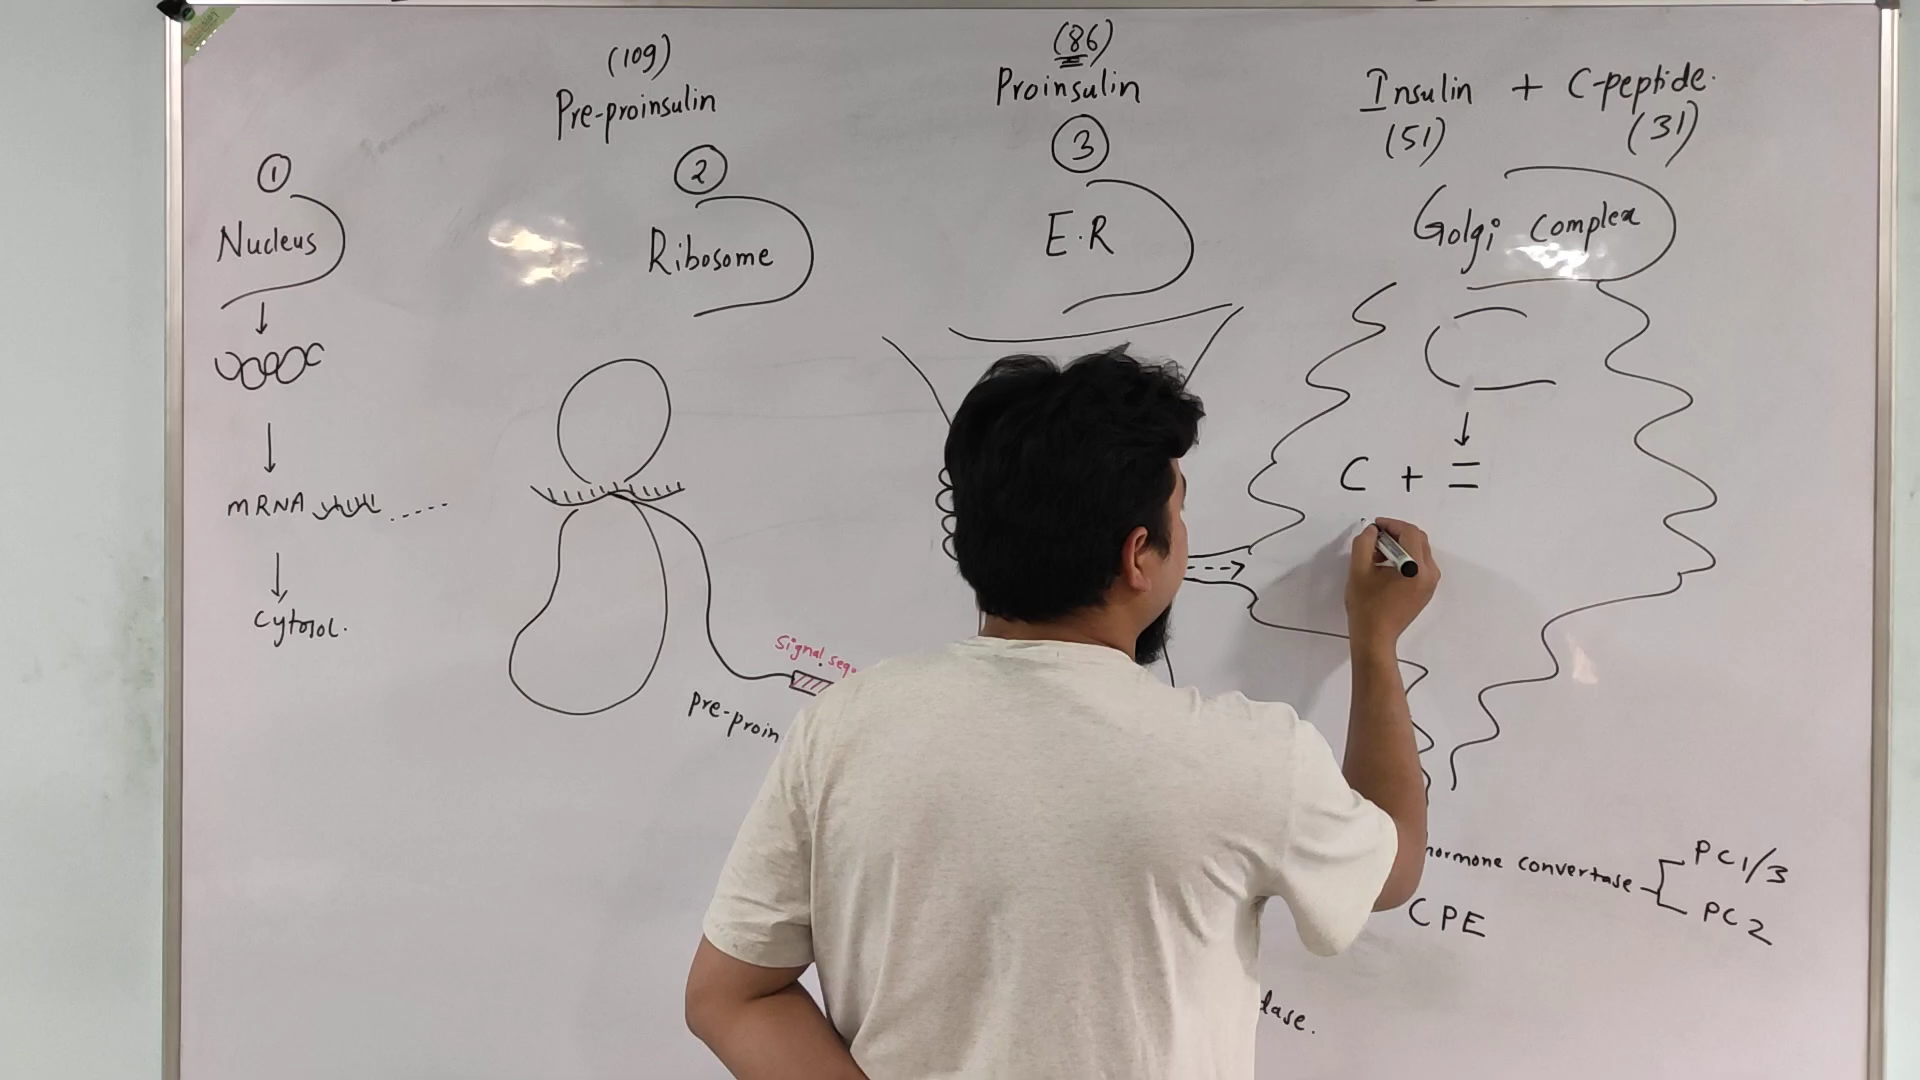 (109)
Pre-proinsulin
(86)
Proinsulin
Insulin + C-peptide.
(51) (31)
1
Nucleus
mRNA
Cytosol.
2
Ribosome
Signal seq
Pre-proin
3
E.R
Golgi Complex
C + =
hormone convertase
PC1/3
PC2
CPE
dase.